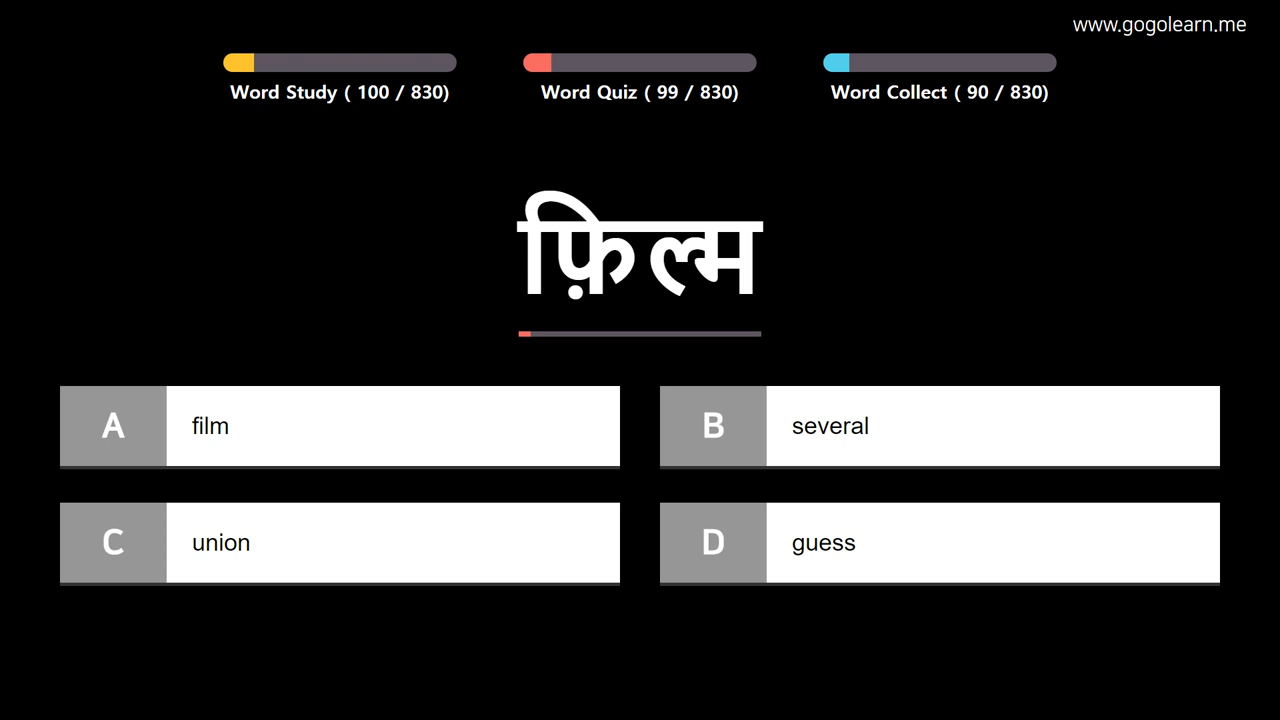 www.gogolearn.me
Word Study ( 100 / 830)
Word Quiz ( 99 / 830)
Word Collect ( 90 / 830)
फ़िल्म
A film
B several
C union
D guess